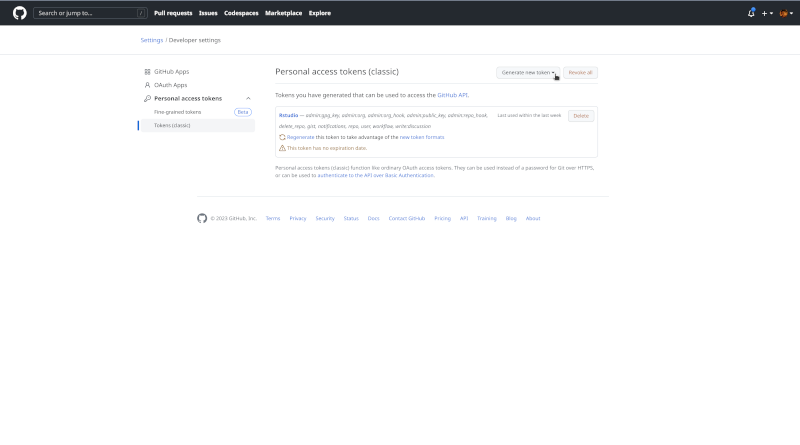 Search or jump to... /
Pull requests Issues Codespaces Marketplace Explore
Settings / Developer settings
GitHub Apps
OAuth Apps
Personal access tokens
Fine-grained tokens Beta
Tokens (classic)
Personal access tokens (classic)
Generate new token Revoke all
Tokens you have generated that can be used to access the GitHub API.
Rstudio — admin:gpg_key, admin:org, admin:org_hook, admin:public_key, admin:repo_hook, Last used within the last week Delete
delete_repo, gist, notifications, repo, user, workflow, write:discussion
Regenerate this token to take advantage of the new token formats.
This token has no expiration date.
Personal access tokens (classic) function like ordinary OAuth access tokens. They can be used instead of a password for Git over HTTPS,
or can be used to authenticate to the API over Basic Authentication.
© 2023 GitHub, Inc. Terms Privacy Security Status Docs Contact GitHub Pricing API Training Blog About